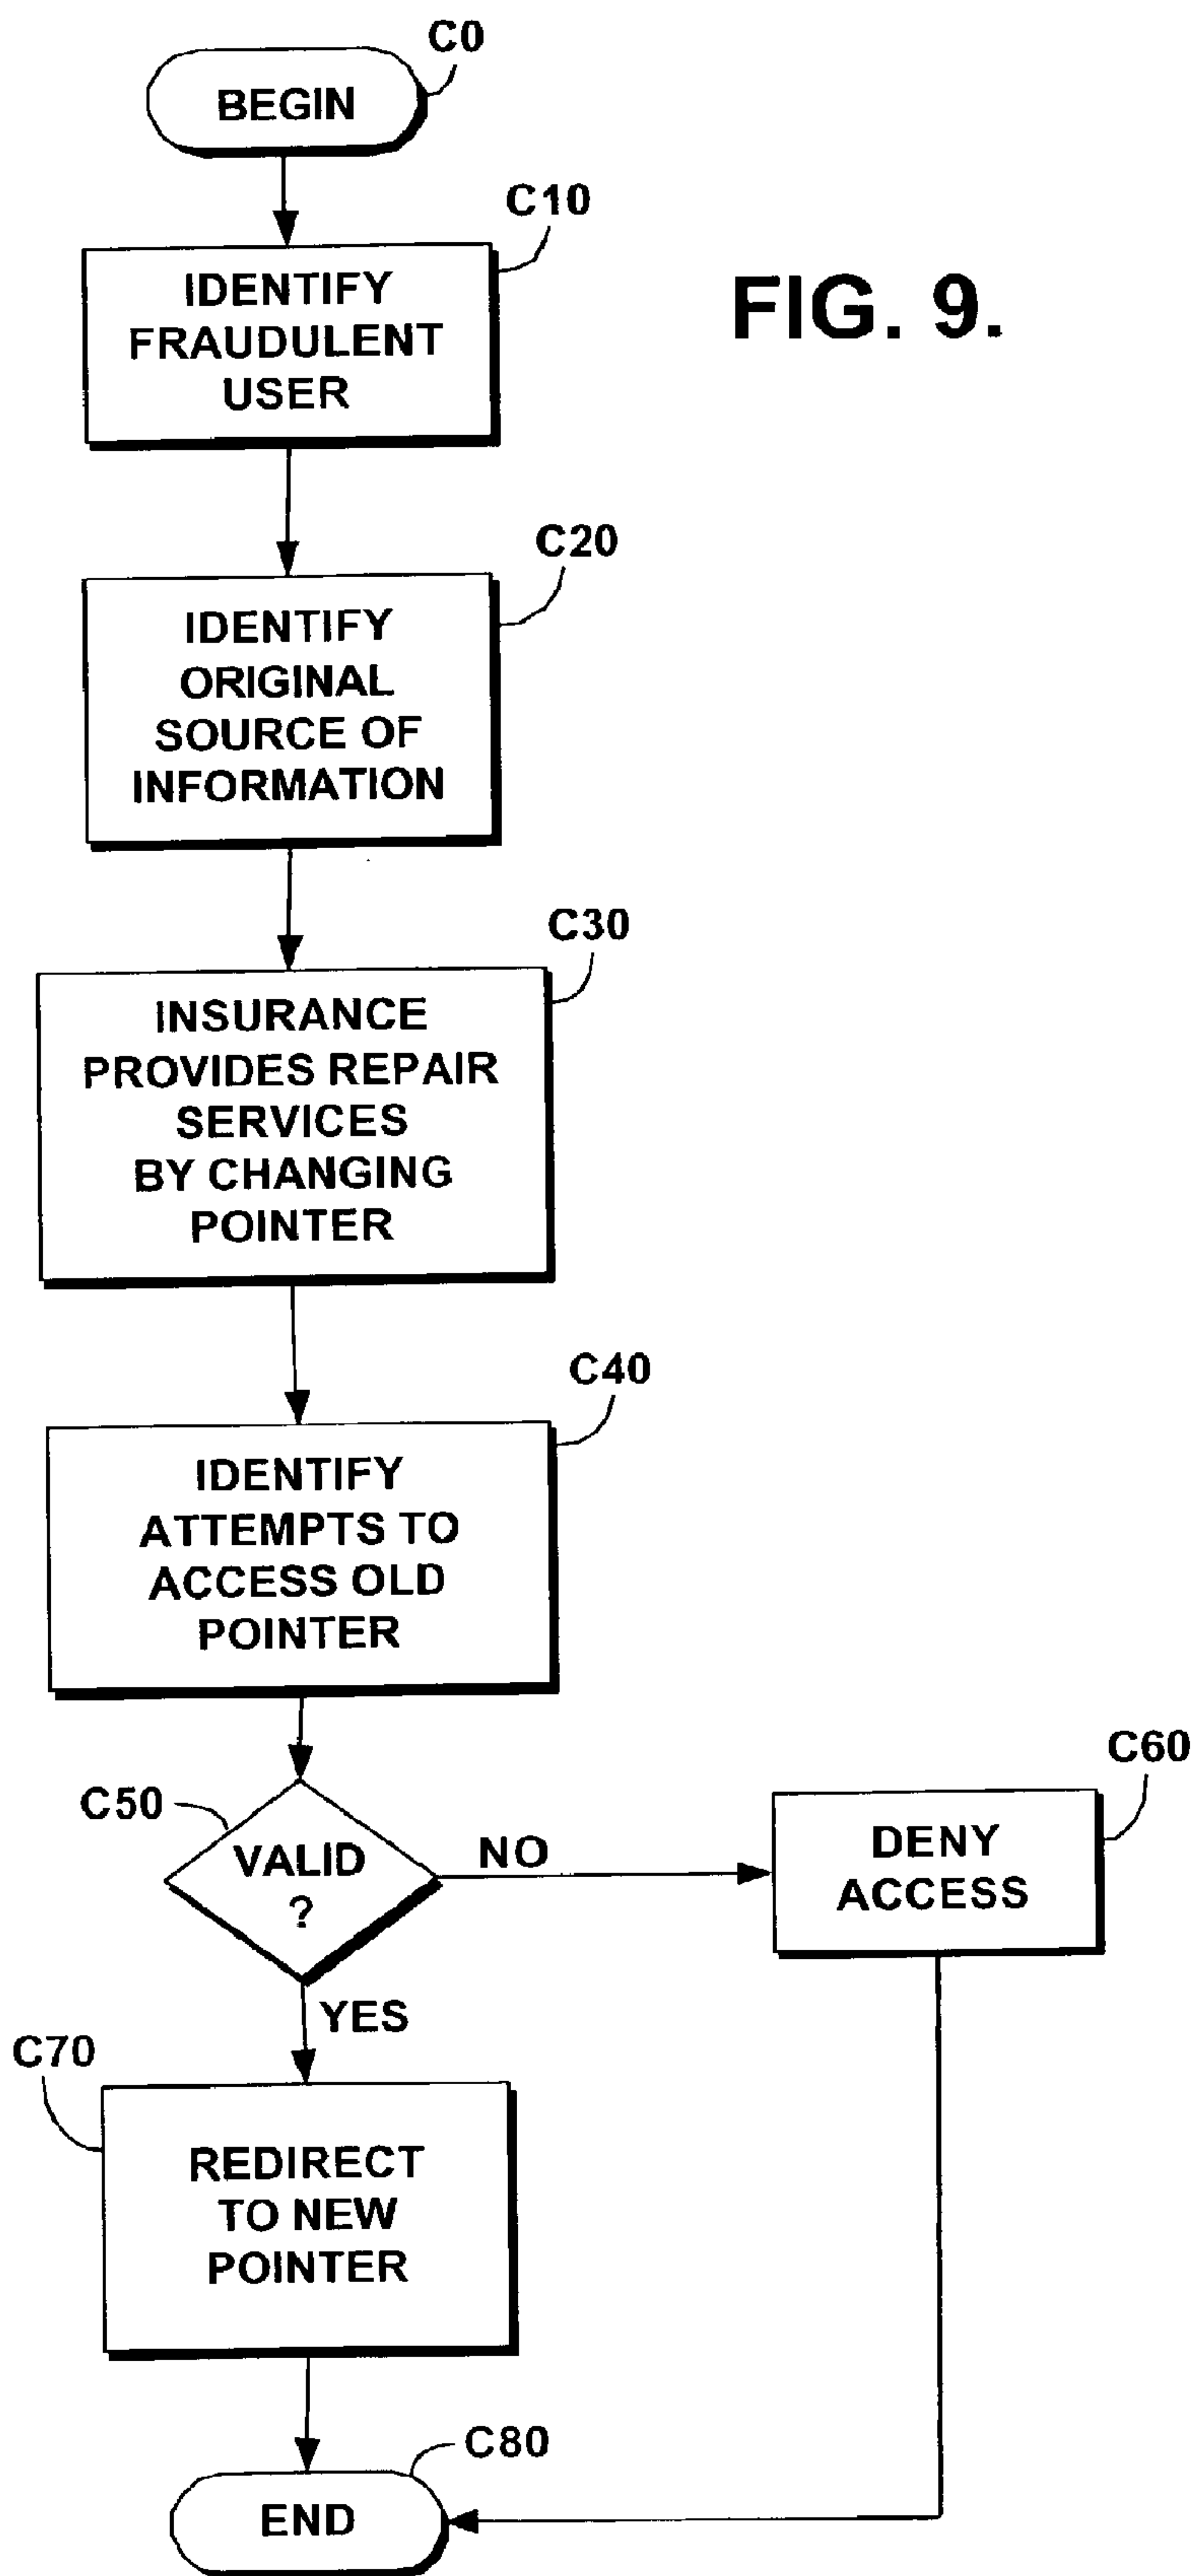 C0
BEGIN
C10
IDENTIFY
FRAUDULENT
USER
FIG. 9.
C20
IDENTIFY
ORIGINAL
SOURCE OF
INFORMATION
C30
INSURANCE
PROVIDES REPAIR
SERVICES
BY CHANGING
POINTER
C40
IDENTIFY
ATTEMPTS TO
ACCESS OLD
POINTER
C50
VALID
?
NO
C60
DENY
ACCESS
YES
C70
REDIRECT
TO NEW
POINTER
C80
END